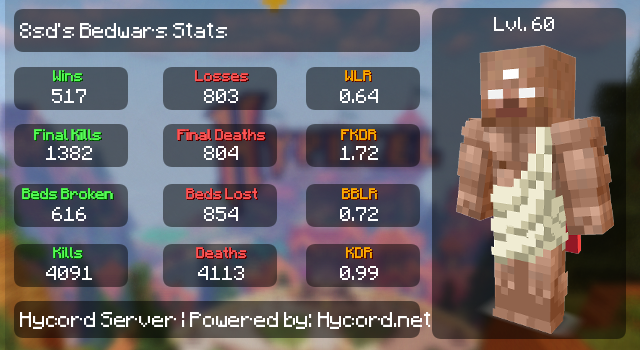 8sd's Bedwars Stats
Lvl. 60
Wins Losses WLR
517 803 0.64
Final Kills Final Deaths FKDR
1382 804 1.72
Beds Broken Beds Lost BBLR
616 854 0.72
Kills Deaths KDR
4091 4113 0.99
Hycord Server | Powered by: Hycord.net